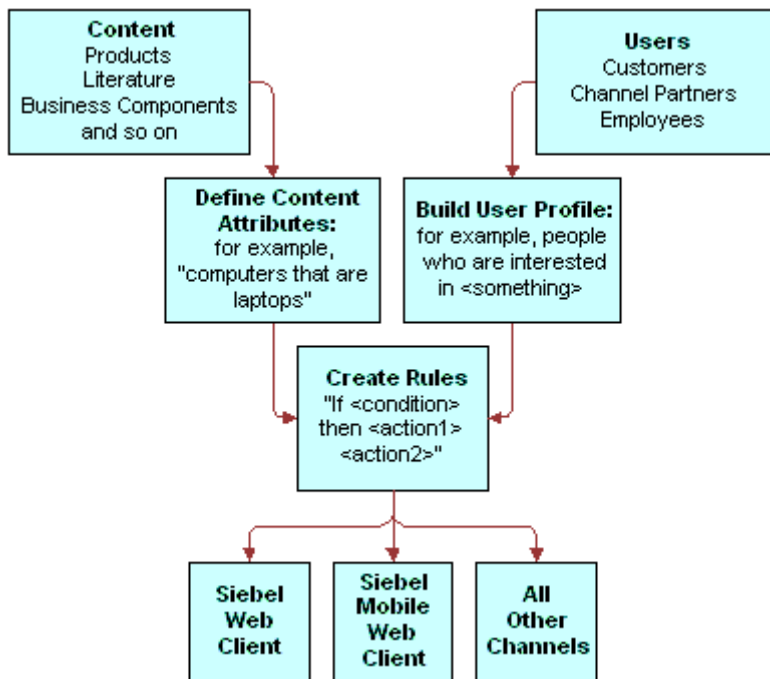 Content
Products
Literature
Business Components
and so on
Users
Customers
Channel Partners
Employees
Define Content
Attributes:
for example,
"computers that are
laptops"
Build User Profile:
for example, people
who are interested
in <something>
Create Rules
"If <condition>
then <action1>
<action2>"
Siebel
Web
Client
Siebel
Mobile
Web
Client
All
Other
Channels